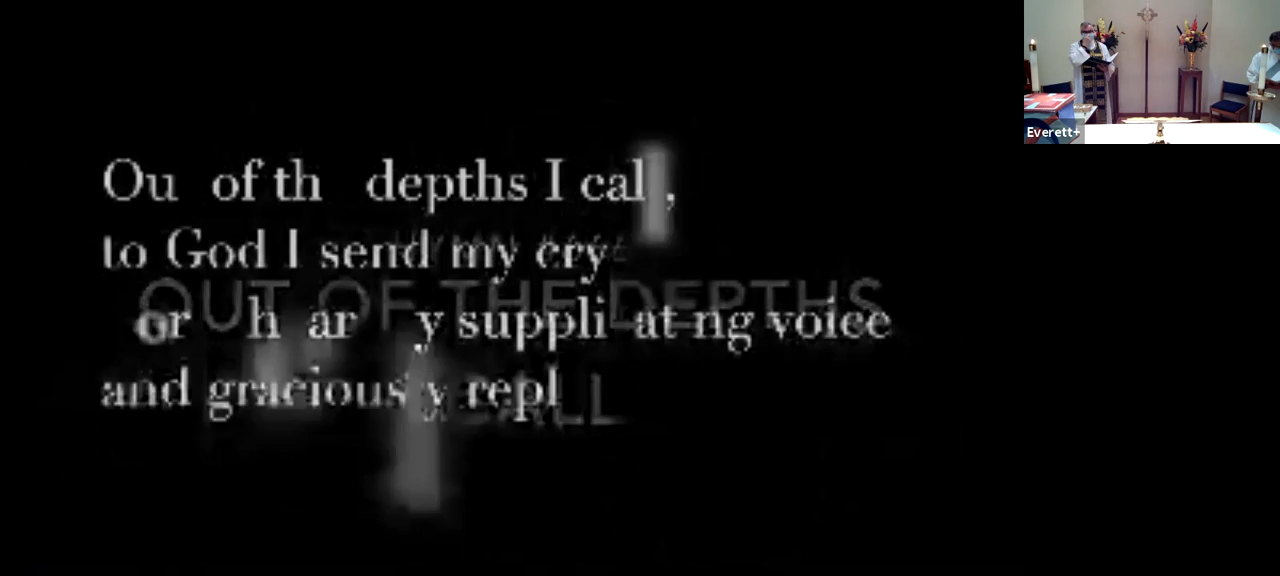 Ou of th depths I cal ,
to God I send my cry
or h ar y suppli at ng voice
and gracious y repl
OUT OF THE DEPTHS
CALL
Everett+